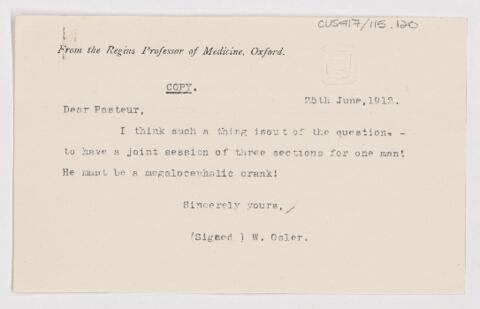 CUS417/115.120
From the Regius Professor of Medicine, Oxford.
COPY.
25th June,1912.
Dear Pasteur,
I think such a thing isout of the question, -
to have a joint session of three sections for one man!
He must be a megalocephalic crank!
Sincerely yours,
(Signed ) W. Osler.